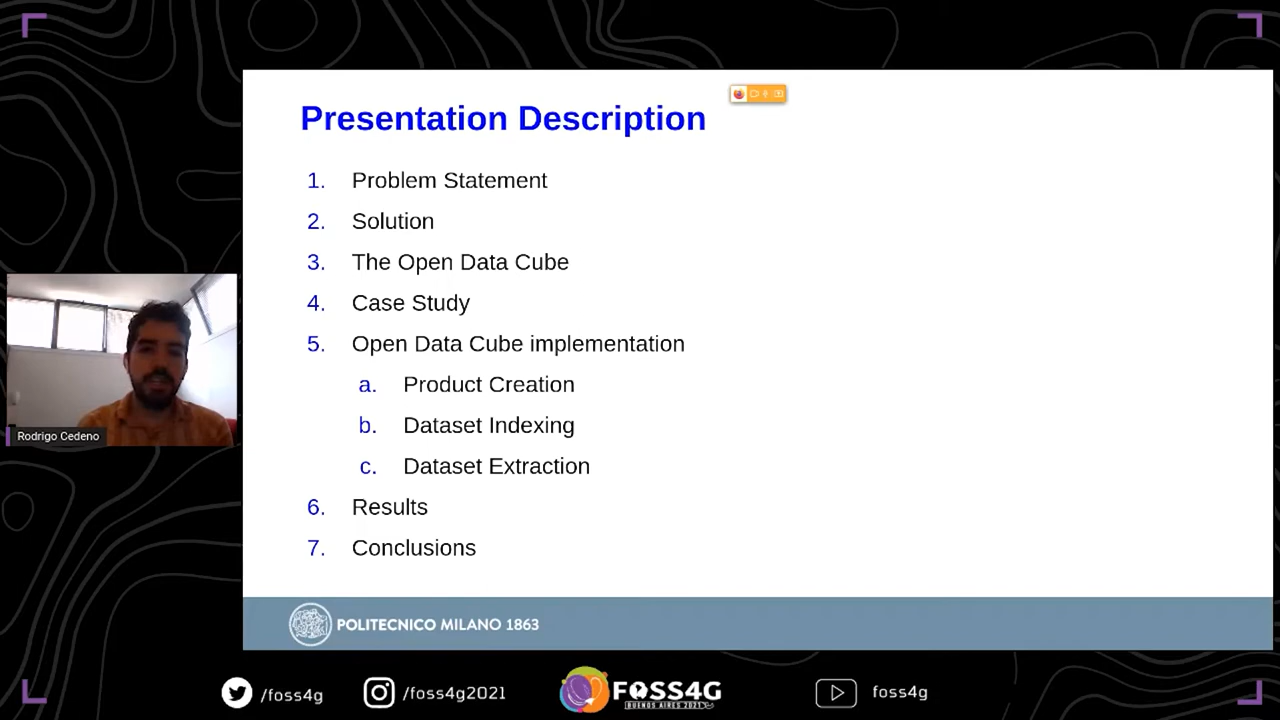 Presentation Description
1. Problem Statement
2. Solution
3. The Open Data Cube
4. Case Study
5. Open Data Cube implementation
a. Product Creation
b. Dataset Indexing
c. Dataset Extraction
6. Results
7. Conclusions
Rodrigo Cedeno
POLITECNICO MILANO 1863
/foss4g
/foss4g2021
FOSS4G
BUENOS AIRES 2021
foss4g